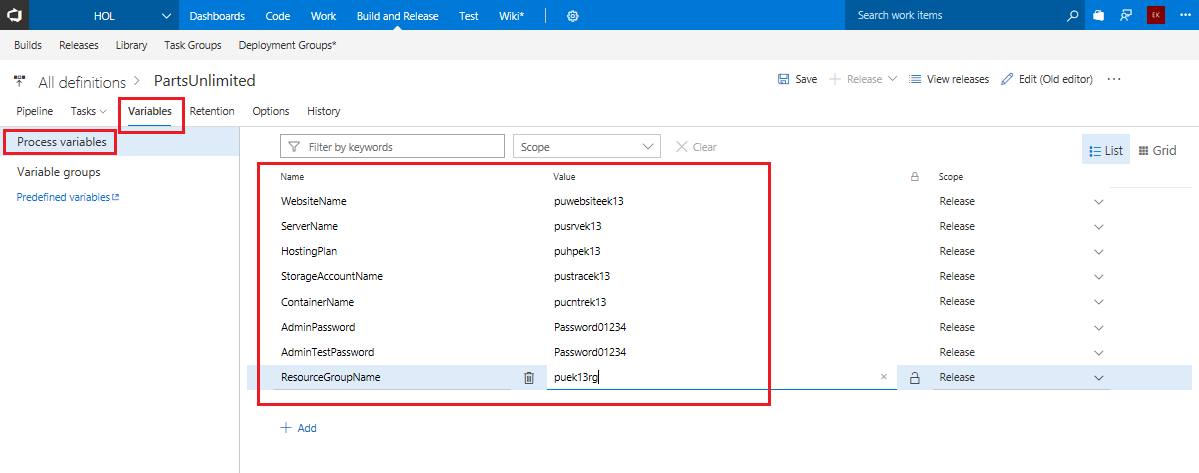 HOL Dashboards Code Work Build and Release Test Wiki* Search work items EK
Builds Releases Library Task Groups Deployment Groups*
All definitions > PartsUnlimited Save + Release View releases Edit (Old editor) ...
Pipeline Tasks Variables Retention Options History
Process variables
Variable groups
Predefined variables
Filter by keywords Scope Clear List Grid
Name Value Scope
WebsiteName puwebsiteek13 Release
ServerName pusrvek13 Release
HostingPlan puhpek13 Release
StorageAccountName pustracek13 Release
ContainerName pucntrek13 Release
AdminPassword Password01234 Release
AdminTestPassword Password01234 Release
ResourceGroupName puek13rg Release
+ Add